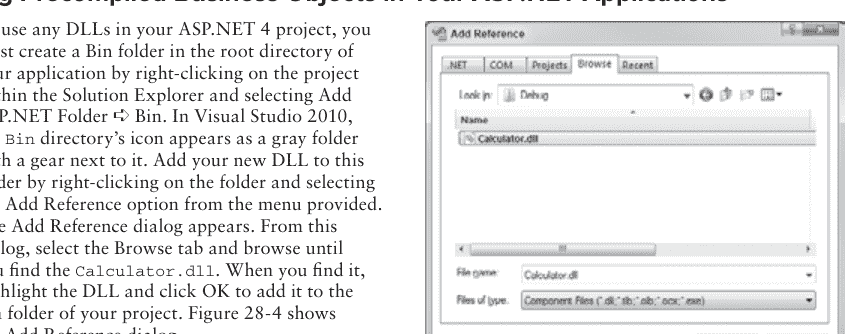 g Precompiled Business Objects in Your ASP.NET Applications
use any DLLs in your ASP.NET 4 project, you
st create a Bin folder in the root directory of
ur application by right-clicking on the project
thin the Solution Explorer and selecting Add
P.NET Folder ➪ Bin. In Visual Studio 2010,
Bin directory's icon appears as a gray folder
th a gear next to it. Add your new DLL to this
der by right-clicking on the folder and selecting
Add Reference option from the menu provided.
e Add Reference dialog appears. From this
log, select the Browse tab and browse until
u find the Calculator.dll. When you find it,
hlight the DLL and click OK to add it to the
folder of your project. Figure 28-4 shows
Add Reference dialog
Add Reference
.NET COM Projects Browse Recent
Look in: Debug
Name
Calculator.dll
File name: Calculator.dll
Files of type: Component Files (*.dll;*.tlb;*.olb;*.ocx;*.exe)